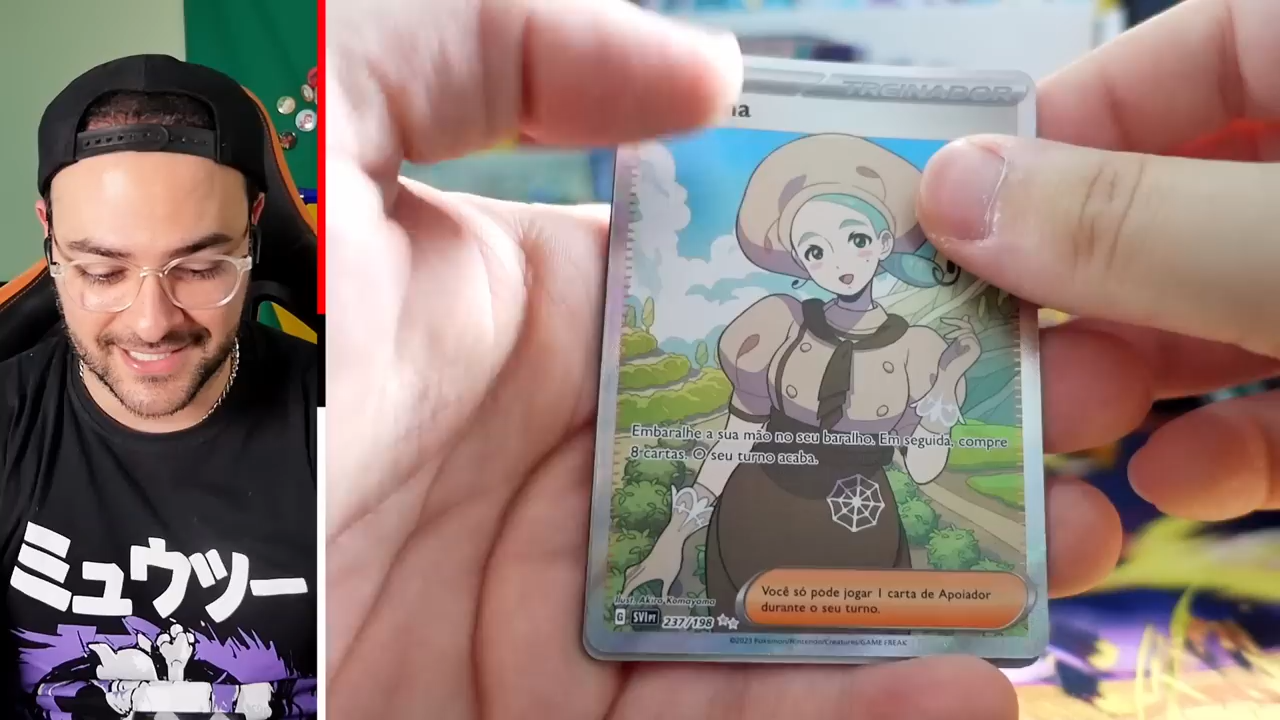 TREINADOR
Embaralhe a sua mão no seu baralho. Em seguida, compre
8 cartas. O seu turno acaba.
Você só pode jogar 1 carta de Apoiador
durante o seu turno.
Ilust. Akira Komayama
G SVI PT 237/198
©2023 Pokémon/Nintendo/Creatures/GAME FREAK
ミュウツー